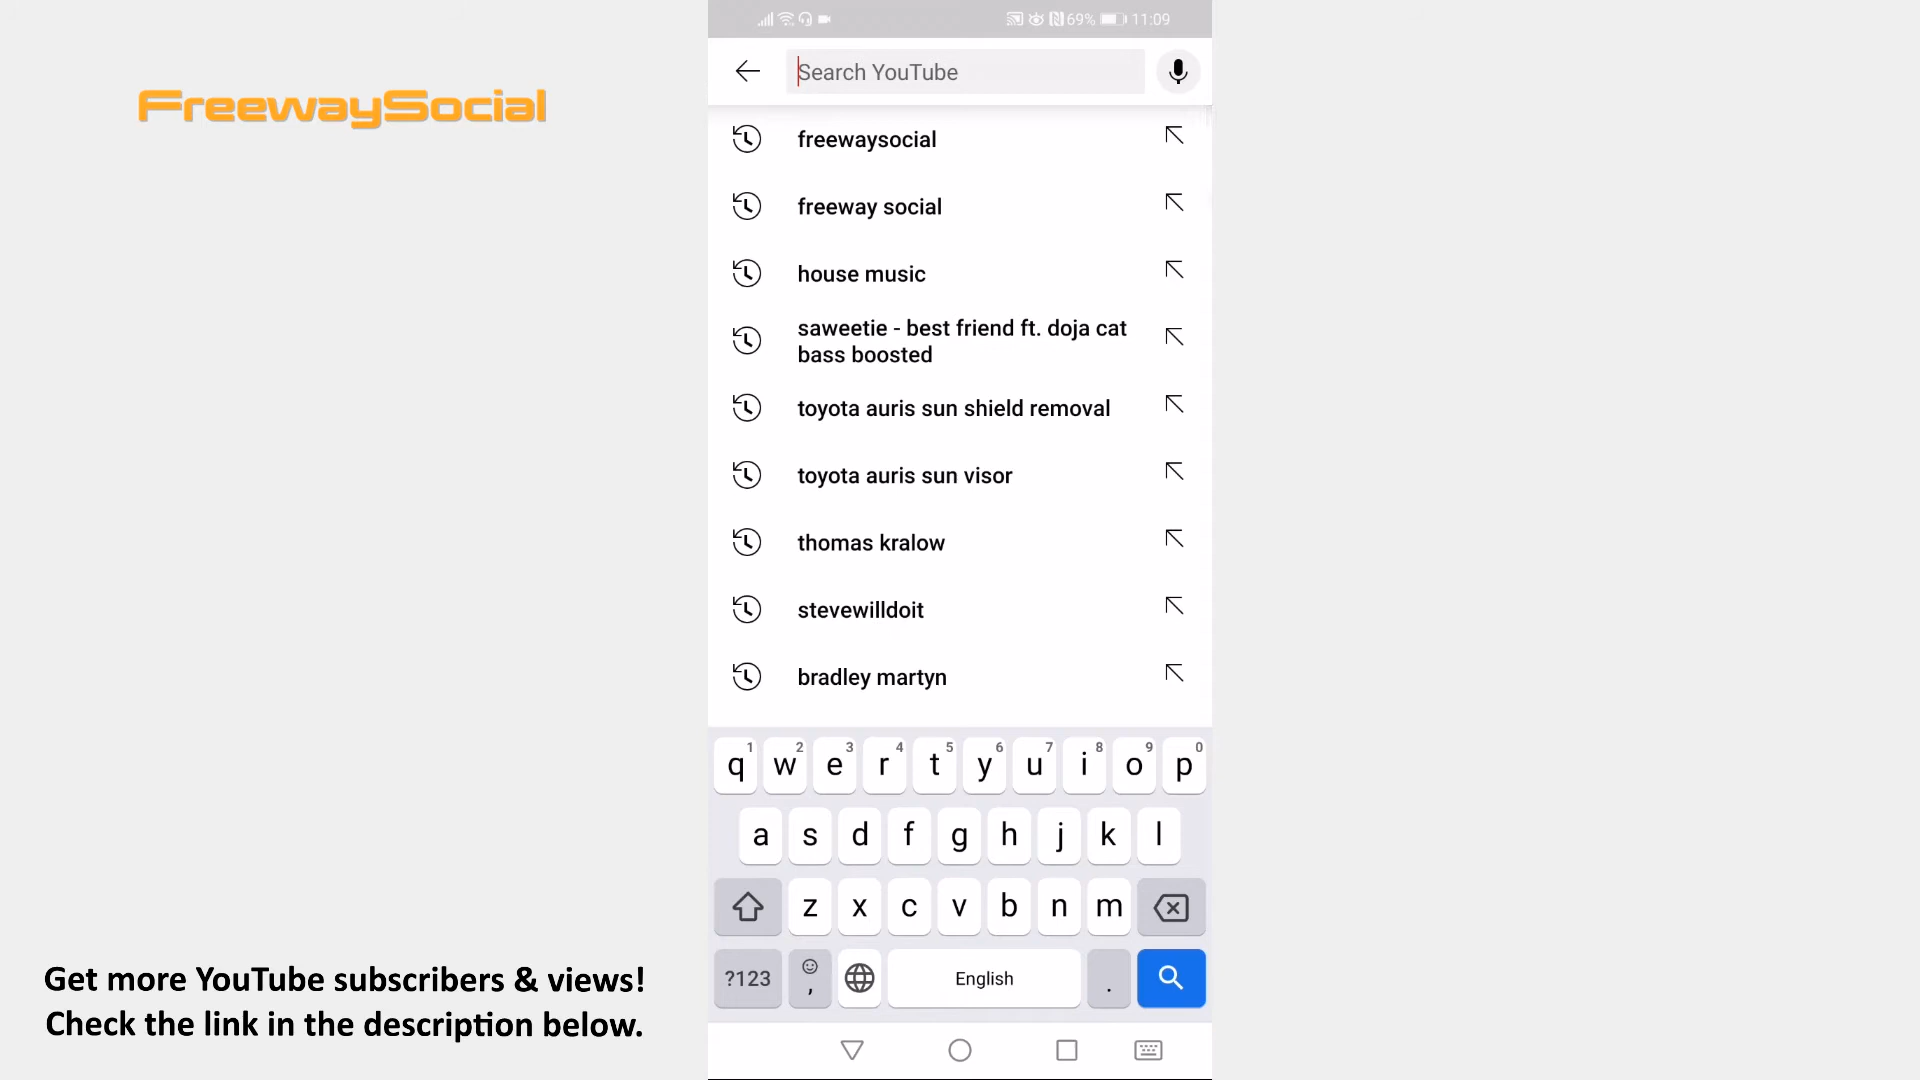 69% 11:09
FreewaySocial
Search YouTube
freewaysocial
freeway social
house music
saweetie - best friend ft. doja cat
bass boosted
toyota auris sun shield removal
toyota auris sun visor
thomas kralow
stevewilldoit
bradley martyn
1 2 3 4 5 6 7 8 9 0
q w e r t y u i o p
a s d f g h j k l
z x c v b n m
?123 , English .
Get more YouTube subscribers & views!
Check the link in the description below.